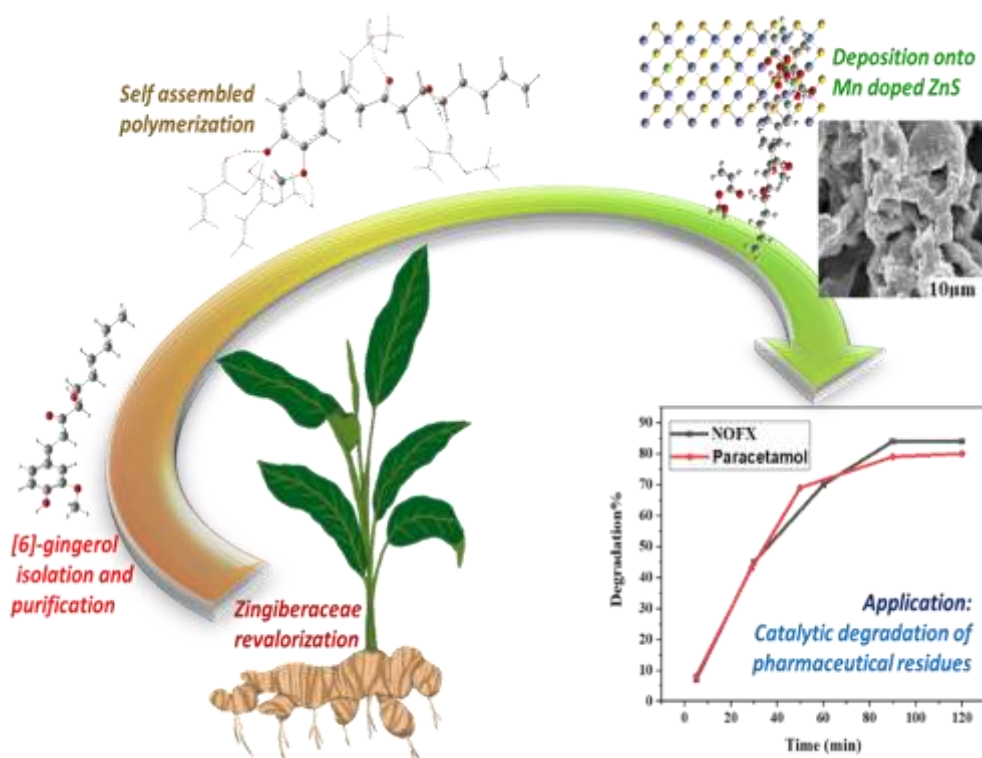 Self assembled
polymerization
Deposition onto
Mn doped ZnS
10µm
[6]-gingerol
isolation and
purification
Zingiberaceae
revalorization
NOFX
Paracetamol
Degradation%
90
80
70
60
50
40
30
20
10
0
0 20 40 60 80 100 120
Time (min)
Application:
Catalytic degradation of
pharmaceutical residues